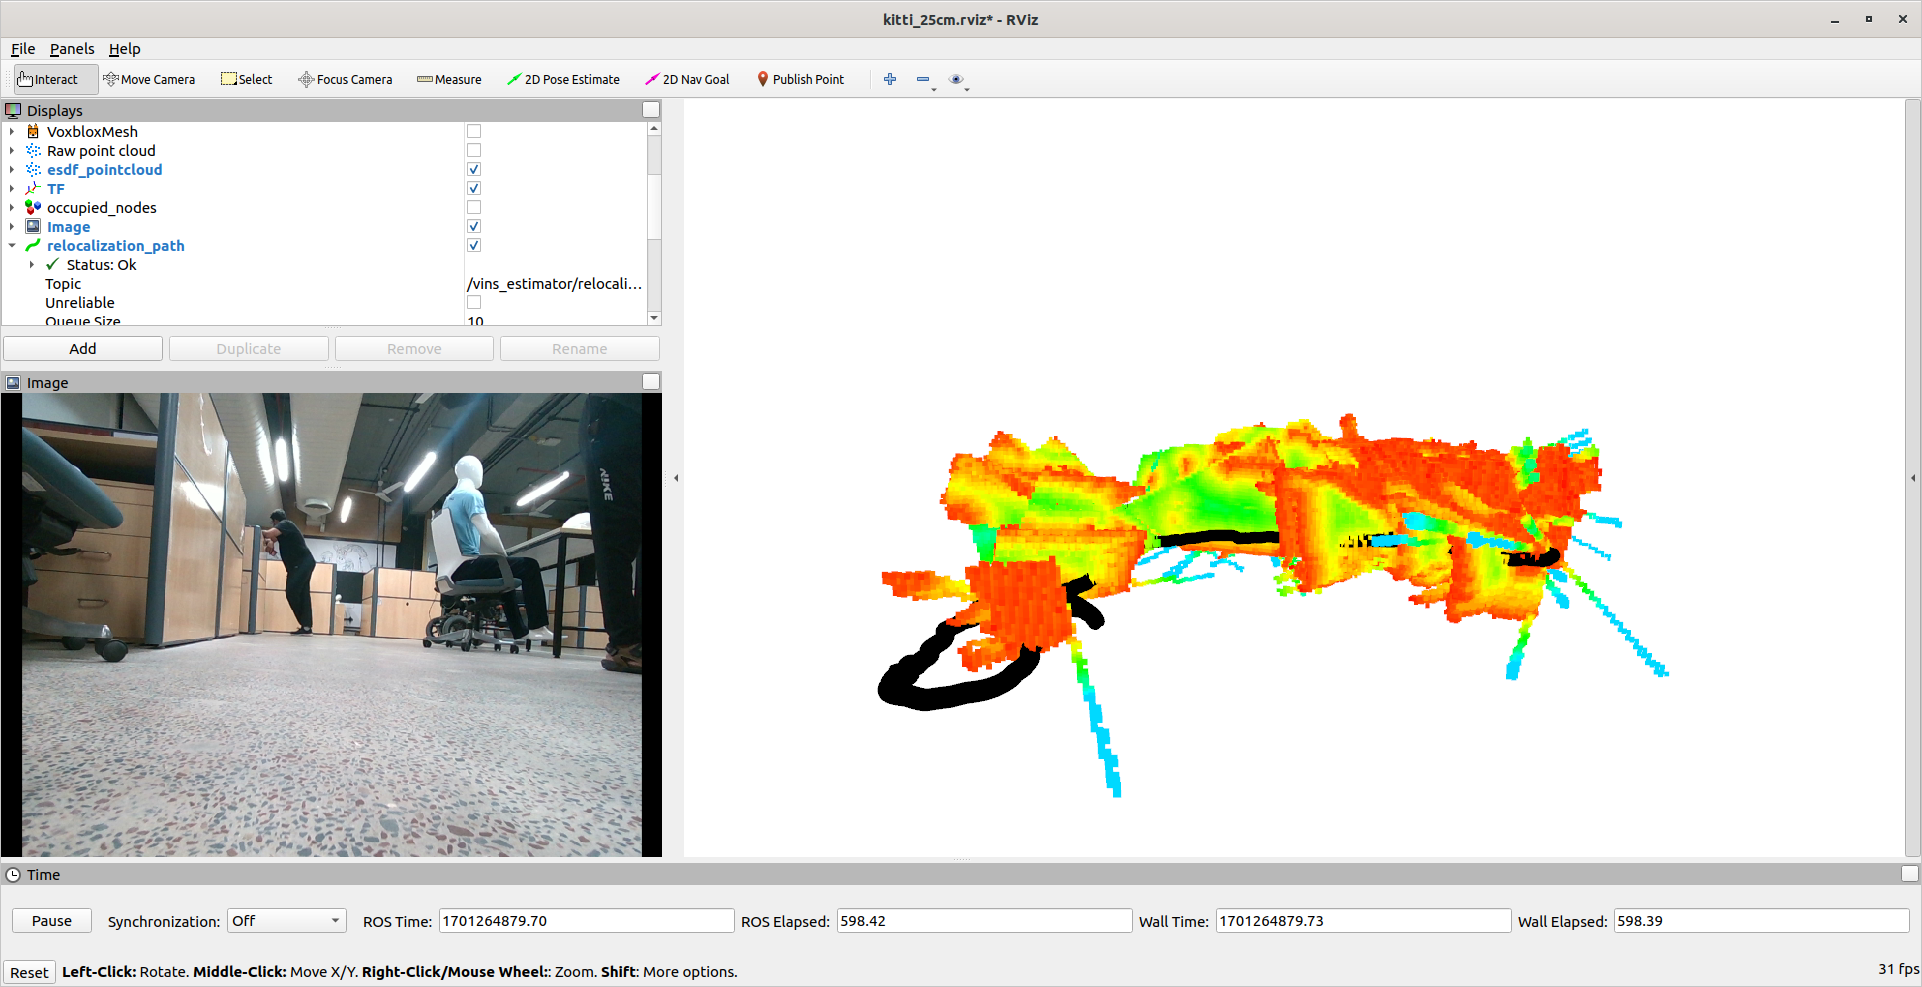 kitti_25cm.rviz* - RViz
File Panels Help
Interact Move Camera Select Focus Camera Measure 2D Pose Estimate 2D Nav Goal Publish Point
Displays
VoxbloxMesh
Raw point cloud
esdf_pointcloud
TF
occupied_nodes
Image
relocalization_path
Status: Ok
Topic /vins_estimator/relocali...
Unreliable
Queue Size 10
Add Duplicate Remove Rename
Image
NIKE
Time
Pause Synchronization: Off ROS Time: 1701264879.70 ROS Elapsed: 598.42 Wall Time: 1701264879.73 Wall Elapsed: 598.39
Reset Left-Click: Rotate. Middle-Click: Move X/Y. Right-Click/Mouse Wheel:: Zoom. Shift: More options. 31 fps